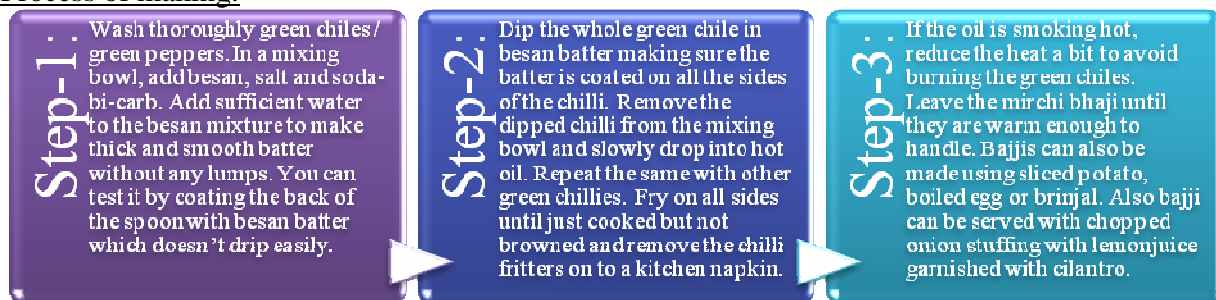 Process of making:
Step-1:
Wash thoroughly green chiles/
green peppers. In a mixing
bowl, add besan, salt and soda-
bi-carb. Add sufficient water
to the besan mixture to make
thick and smooth batter
without any lumps. You can
test it by coating the back of
the spoon with besan batter
which doesn't drip easily.
Step-2:
Dip the whole green chile in
besan batter making sure the
batter is coated on all the sides
of the chilli. Remove the
dipped chilli from the mixing
bowl and slowly drop into hot
oil. Repeat the same with other
green chillies. Fry on all sides
until just cooked but not
browned and remove the chilli
fritters on to a kitchen napkin.
Step-3:
If the oil is smoking hot,
reduce the heat a bit to avoid
burning the green chiles.
Leave the mirchi bhaji until
they are warm enough to
handle. Bajjis can also be
made using sliced potato,
boiled egg or brinjal. Also bajji
can be served with chopped
onion stuffing with lemon juice
garnished with cilantro.